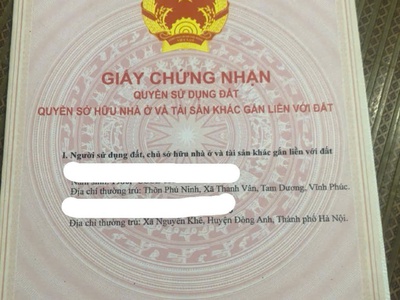 GIẤY CHỨNG NHẬN
QUYỀN SỬ DỤNG ĐẤT
QUYỀN SỞ HỮU NHÀ Ở VÀ TÀI SẢN KHÁC GẮN LIỀN VỚI ĐẤT
I. Người sử dụng đất, chủ sở hữu nhà ở và tài sản khác gắn liền với đất
Địa chỉ thường trú: Thôn Phù Ninh, Xã Thanh Vân, Tam Dương, Vĩnh Phúc.
Địa chỉ thường trú: Xã Nguyên Khê, Huyện Đông Anh, Thành phố Hà Nội.